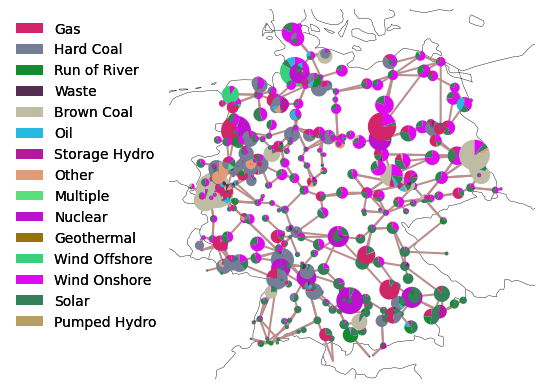 Gas
Hard Coal
Run of River
Waste
Brown Coal
Oil
Storage Hydro
Other
Multiple
Nuclear
Geothermal
Wind Offshore
Wind Onshore
Solar
Pumped Hydro